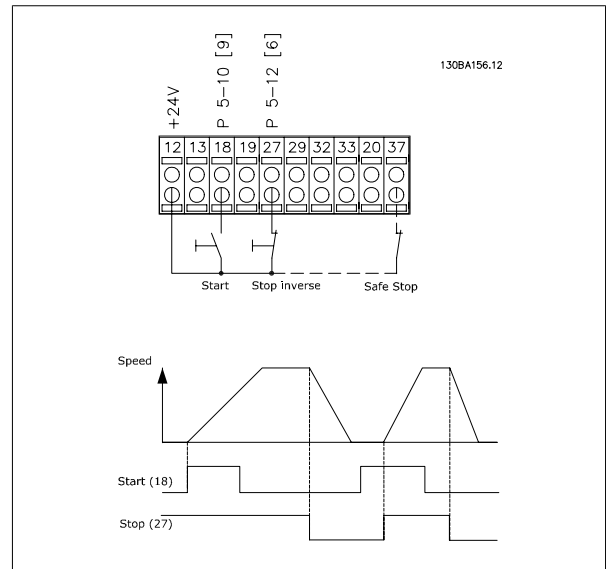 130BA156.12
+24V
P 5-10 [9]
P 5-12 [6]
12 13 18 19 27 29 32 33 20 37
Start
Stop inverse
Safe Stop
Speed
Start (18)
Stop (27)